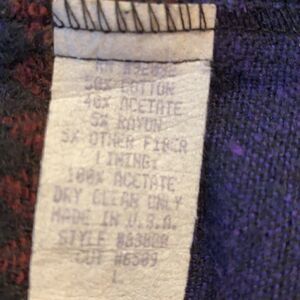 50% COTTON
40% ACETATE
5% RAYON
5% OTHER FIBER
LINING:
100% ACETATE
DRY CLEAN ONLY
MADE IN U.S.A.
STYLE
CUT #6509
L